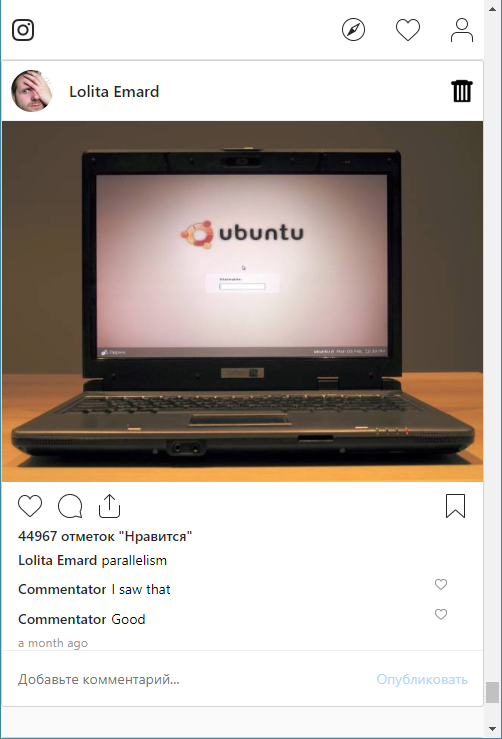 Lolita Emard
ubuntu
44967 отметок "Нравится"
Lolita Emard parallelism
Commentator I saw that
Commentator Good
a month ago
Добавьте комментарий...
Опубликовать